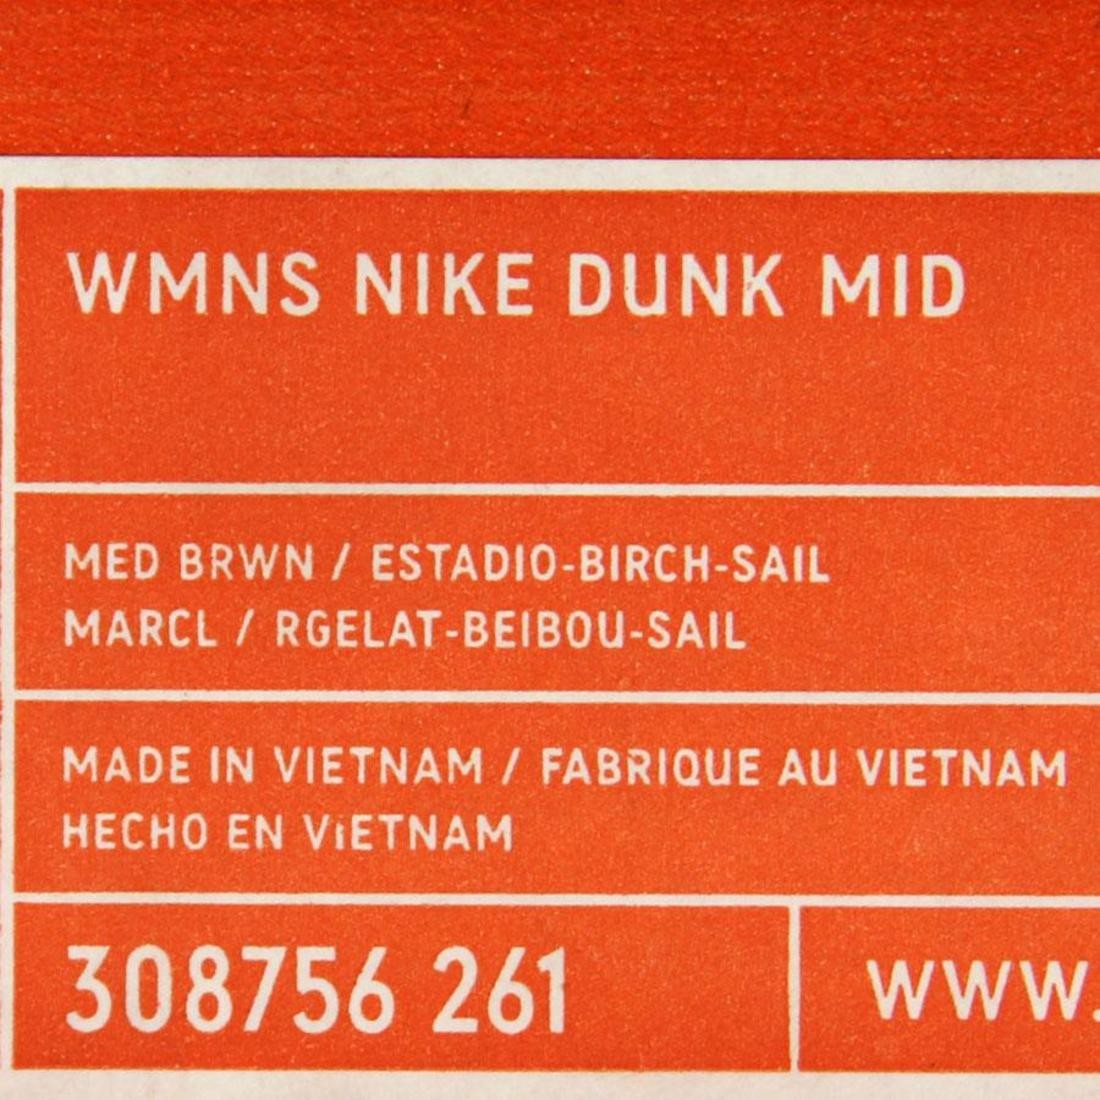 WMNS NIKE DUNK MID
MED BRWN / ESTADIO-BIRCH-SAIL
MARCL / RGELAT-BEIBOU-SAIL
MADE IN VIETNAM / FABRIQUE AU VIETNAM
HECHO EN VIETNAM
308756 261
WWW.